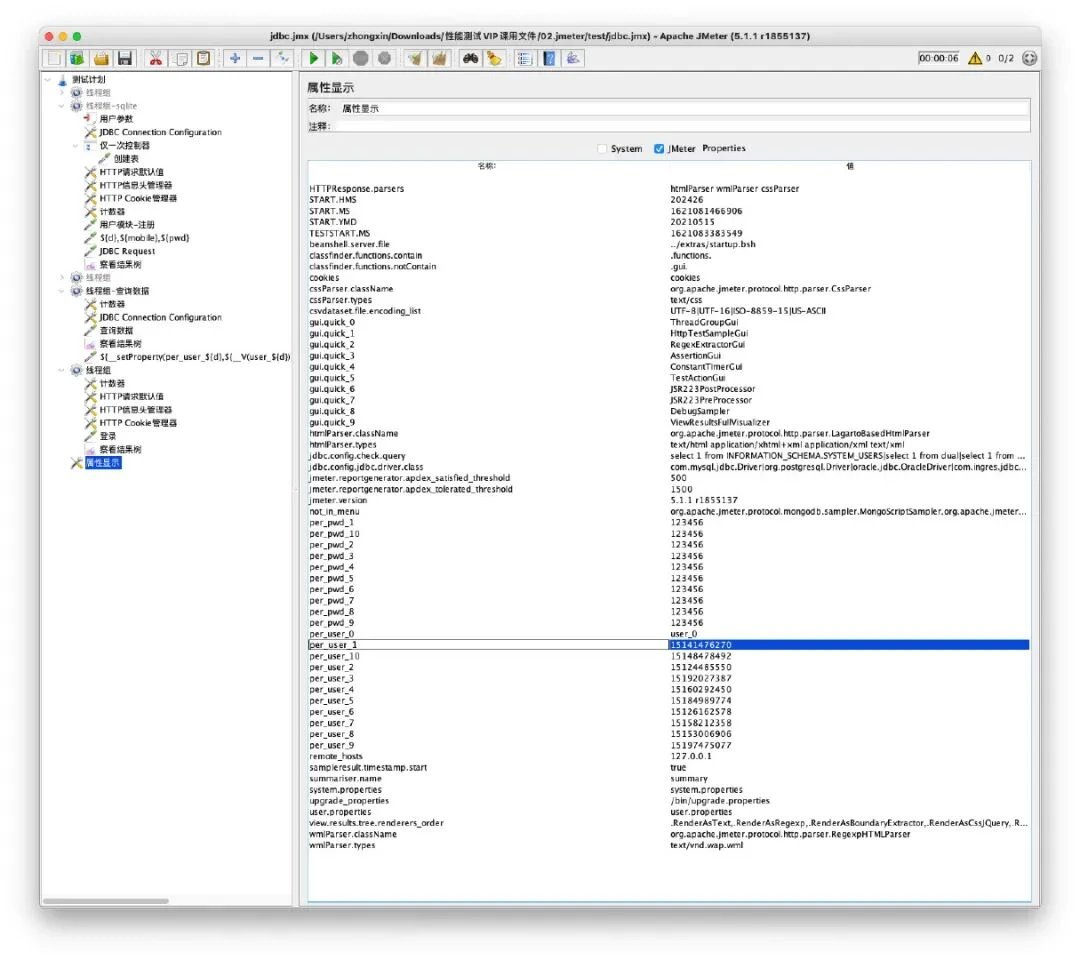 jdbc.jmx (/Users/zhongxin/Downloads/性能测试VIP课用文件/02.jmeter/test/jdbc.jmx) - Apache JMeter (5.1.1 r1855137)
00:00:06 0 0/2
测试计划
线程组
线程组-sqlite
用户参数
JDBC Connection Configuration
仅一次控制器
创建表
HTTP请求默认值
HTTP信息头管理器
HTTP Cookie管理器
计数器
用户模块-注册
${d},${mobile},${pwd}
JDBC Request
察看结果树
线程组
线程组-查询数据
计数器
JDBC Connection Configuration
查询数据
察看结果树
${__setProperty(per_user_${d},${__V(user_${d})
线程组
计数器
HTTP请求默认值
HTTP信息头管理器
HTTP Cookie管理器
登录
察看结果树
属性显示
属性显示
名称: 属性显示
注释:
System JMeter Properties
名称: 值
HTTPResponse.parsers htmlParser wmlParser cssParser
START.HMS 202426
START.MS 1621081466906
START.YMD 20210515
TESTSTART.MS 1621083383549
beanshell.server.file ../extras/startup.bsh
classfinder.functions.contain .functions.
classfinder.functions.notContain .gui.
cookies cookies
cssParser.className org.apache.jmeter.protocol.http.parser.CssParser
cssParser.types text/css
csvdataset.file.encoding_list UTF-8|UTF-16|ISO-8859-15|US-ASCII
gui.quick_0 ThreadGroupGui
gui.quick_1 HttpTestSampleGui
gui.quick_2 RegexExtractorGui
gui.quick_3 AssertionGui
gui.quick_4 ConstantTimerGui
gui.quick_5 TestActionGui
gui.quick_6 JSR223PostProcessor
gui.quick_7 JSR223PreProcessor
gui.quick_8 DebugSampler
gui.quick_9 ViewResultsFullVisualizer
htmlParser.className org.apache.jmeter.protocol.http.parser.LagartoBasedHtmlParser
htmlParser.types text/html application/xhtml+xml application/xml text/xml
jdbc.config.check.query select 1 from INFORMATION_SCHEMA.SYSTEM_USERS|select 1 from dual|select 1 from ...
jdbc.config.jdbc.driver.class com.mysql.jdbc.Driver|org.postgresql.Driver|oracle.jdbc.OracleDriver|com.ingres.jdbc...
jmeter.reportgenerator.apdex_satisfied_threshold 500
jmeter.reportgenerator.apdex_tolerated_threshold 1500
jmeter.version 5.1.1 r1855137
not_in_menu org.apache.jmeter.protocol.mongodb.sampler.MongoScriptSampler,org.apache.jmeter...
per_pwd_1 123456
per_pwd_10 123456
per_pwd_2 123456
per_pwd_3 123456
per_pwd_4 123456
per_pwd_5 123456
per_pwd_6 123456
per_pwd_7 123456
per_pwd_8 123456
per_pwd_9 123456
per_user_0 user_0
per_user_1 15141476270
per_user_10 15148478492
per_user_2 15124485550
per_user_3 15192027387
per_user_4 15160292450
per_user_5 15184989774
per_user_6 15126162578
per_user_7 15158212358
per_user_8 15153006906
per_user_9 15197475077
remote_hosts 127.0.0.1
sampleresult.timestamp.start true
summariser.name summary
system.properties system.properties
upgrade_properties /bin/upgrade.properties
user.properties user.properties
view.results.tree.renderers_order .RenderAsText,.RenderAsRegexp,.RenderAsBoundaryExtractor,.RenderAsCssJQuery,.R...
wmlParser.className org.apache.jmeter.protocol.http.parser.RegexpHTMLParser
wmlParser.types text/vnd.wap.wml